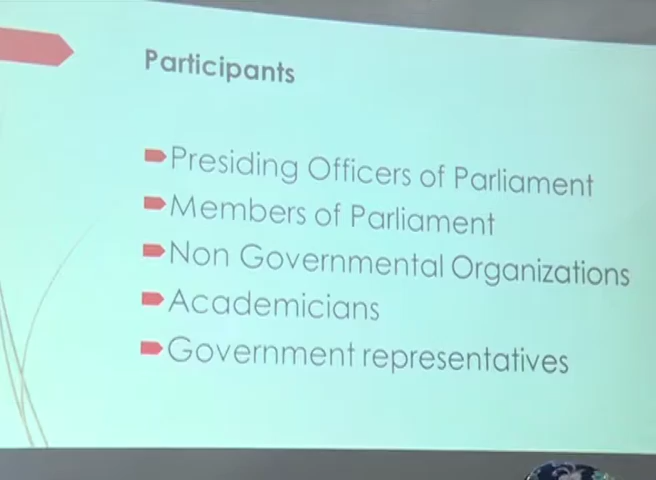 Participants
Presiding Officers of Parliament
Members of Parliament
Non Governmental Organizations
Academicians
Government representatives